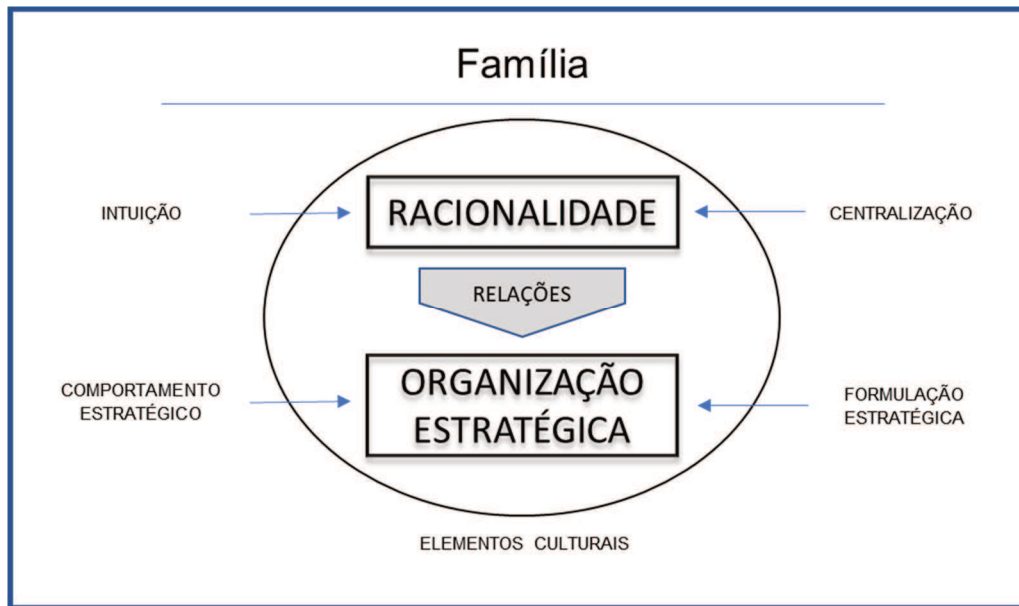 Família
INTUIÇÃO
RACIONALIDADE
CENTRALIZAÇÃO
RELAÇÕES
COMPORTAMENTO
ESTRATÉGICO
ORGANIZAÇÃO
ESTRATÉGICA
FORMULAÇÃO
ESTRATÉGICA
ELEMENTOS CULTURAIS